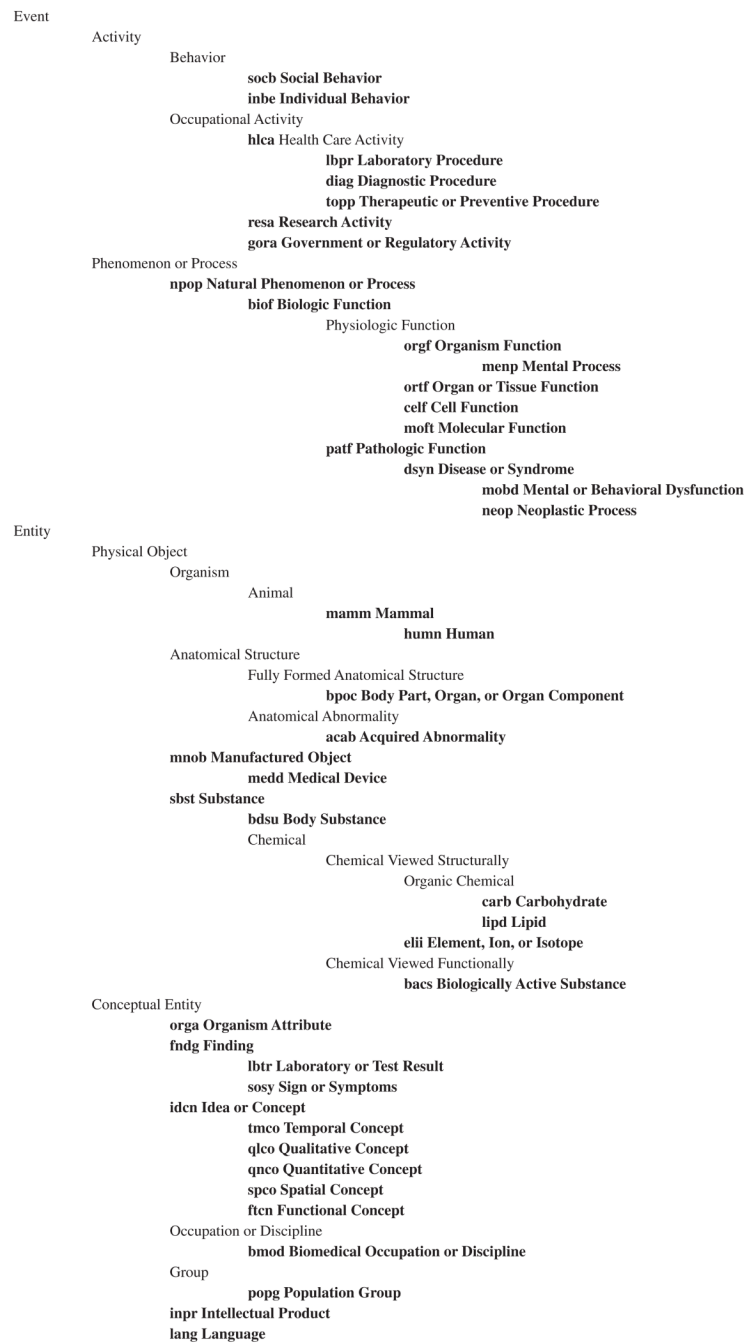 Event
Activity
Behavior
socb Social Behavior
inbe Individual Behavior
Occupational Activity
hlca Health Care Activity
lbpr Laboratory Procedure
diag Diagnostic Procedure
topp Therapeutic or Preventive Procedure
resa Research Activity
gora Government or Regulatory Activity
Phenomenon or Process
npop Natural Phenomenon or Process
biof Biologic Function
Physiologic Function
orgf Organism Function
menp Mental Process
ortf Organ or Tissue Function
celf Cell Function
moft Molecular Function
patf Pathologic Function
dsyn Disease or Syndrome
mobd Mental or Behavioral Dysfunction
neop Neoplastic Process
Entity
Physical Object
Organism
Animal
mamm Mammal
humn Human
Anatomical Structure
Fully Formed Anatomical Structure
bpoc Body Part, Organ, or Organ Component
Anatomical Abnormality
acab Acquired Abnormality
mnob Manufactured Object
medd Medical Device
sbst Substance
bdsu Body Substance
Chemical
Chemical Viewed Structurally
Organic Chemical
carb Carbohydrate
lipd Lipid
elii Element, Ion, or Isotope
Chemical Viewed Functionally
bacs Biologically Active Substance
Conceptual Entity
orga Organism Attribute
fndg Finding
lbtr Laboratory or Test Result
sosy Sign or Symptoms
idcn Idea or Concept
tmco Temporal Concept
qlco Qualitative Concept
qnco Quantitative Concept
spco Spatial Concept
ftcn Functional Concept
Occupation or Discipline
bmod Biomedical Occupation or Discipline
Group
popg Population Group
inpr Intellectual Product
lang Language